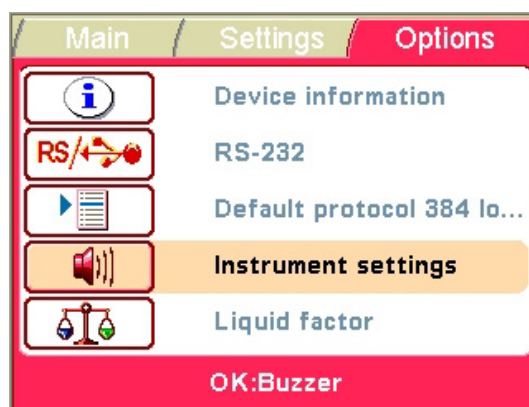 Main Settings Options
Device information
RS/ RS-232
Default protocol 384 lo...
Instrument settings
Liquid factor
OK:Buzzer